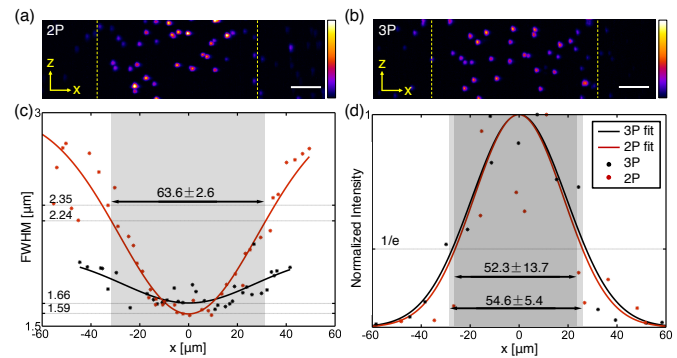 (a)
2P
z
x
(b)
3P
z
x
(c)
3
2.35
2.24
1.66
1.59
1.5
FWHM [μm]
63.6±2.6
-60 -40 -20 0 20 40 60
x [μm]
(d)
1
1/e
Normalized Intensity
3P fit
2P fit
3P
2P
52.3±13.7
54.6±5.4
-60 -40 -20 0 20 40 60
x [μm]